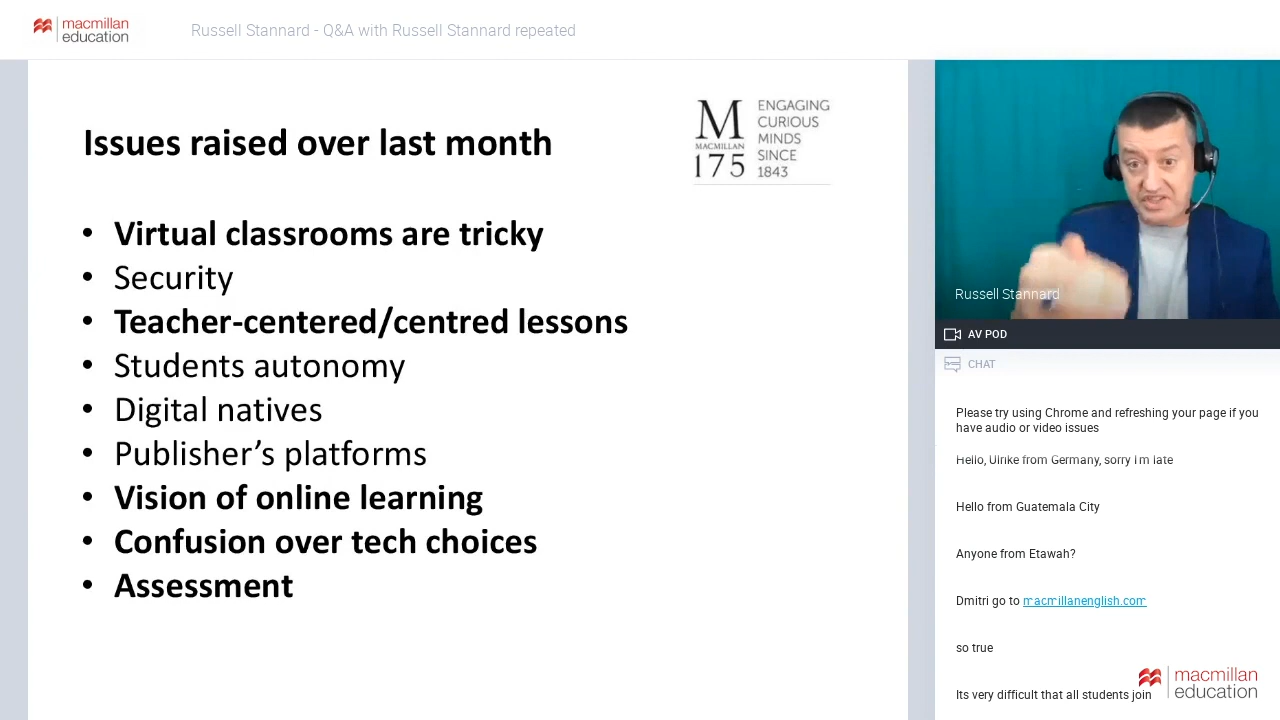 macmillan
education
Russell Stannard - Q&A with Russell Stannard repeated
Issues raised over last month
M
MACMILLAN
175
ENGAGING
CURIOUS
MINDS
SINCE
1843
• Virtual classrooms are tricky
• Security
• Teacher-centered/centred lessons
• Students autonomy
• Digital natives
• Publisher’s platforms
• Vision of online learning
• Confusion over tech choices
• Assessment
Russell Stannard
AV POD
CHAT
Please try using Chrome and refreshing your page if you
have audio or video issues
Hello, Ulrike from Germany, sorry I'm late
Hello from Guatemala City
Anyone from Etawah?
Dmitri go to macmillanenglish.com
so true
Its very difficult that all students join
macmillan
education